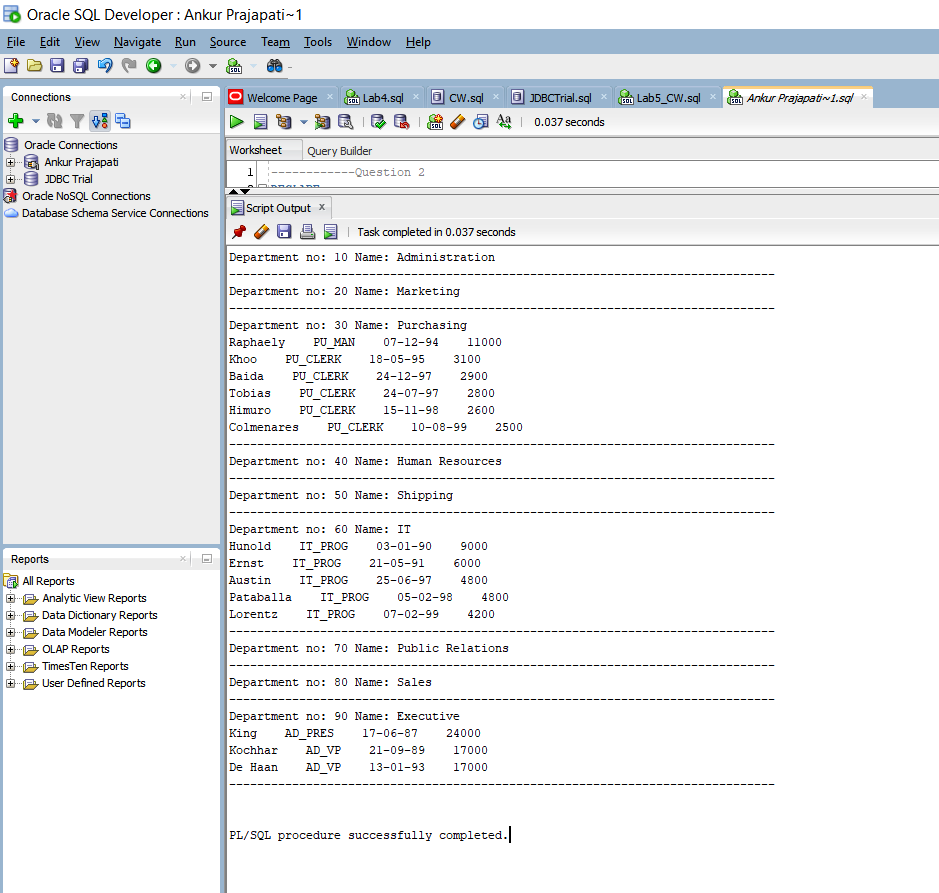 Oracle SQL Developer : Ankur Prajapati~1
File Edit View Navigate Run Source Team Tools Window Help
Connections
Oracle Connections
Ankur Prajapati
JDBC Trial
Oracle NoSQL Connections
Database Schema Service Connections
Reports
All Reports
Analytic View Reports
Data Dictionary Reports
Data Modeler Reports
OLAP Reports
TimesTen Reports
User Defined Reports
Welcome Page Lab4.sql CW.sql JDBCTrial.sql Lab5_CW.sql Ankur Prajapati~1.sql
0.037 seconds
Worksheet Query Builder
1 ------------Question 2
Script Output
Task completed in 0.037 seconds
Department no: 10 Name: Administration
------------------------------------------------------------------------------
Department no: 20 Name: Marketing
------------------------------------------------------------------------------
Department no: 30 Name: Purchasing
Raphaely    PU_MAN    07-12-94    11000
Khoo    PU_CLERK    18-05-95    3100
Baida    PU_CLERK    24-12-97    2900
Tobias    PU_CLERK    24-07-97    2800
Himuro    PU_CLERK    15-11-98    2600
Colmenares    PU_CLERK    10-08-99    2500
------------------------------------------------------------------------------
Department no: 40 Name: Human Resources
------------------------------------------------------------------------------
Department no: 50 Name: Shipping
------------------------------------------------------------------------------
Department no: 60 Name: IT
Hunold    IT_PROG    03-01-90    9000
Ernst    IT_PROG    21-05-91    6000
Austin    IT_PROG    25-06-97    4800
Pataballa    IT_PROG    05-02-98    4800
Lorentz    IT_PROG    07-02-99    4200
------------------------------------------------------------------------------
Department no: 70 Name: Public Relations
------------------------------------------------------------------------------
Department no: 80 Name: Sales
------------------------------------------------------------------------------
Department no: 90 Name: Executive
King    AD_PRES    17-06-87    24000
Kochhar    AD_VP    21-09-89    17000
De Haan    AD_VP    13-01-93    17000
------------------------------------------------------------------------------
PL/SQL procedure successfully completed.